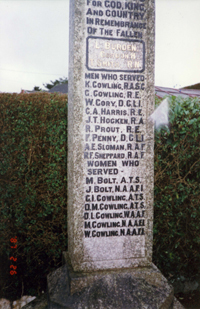 FOR GOD, KING,
AND COUNTRY
IN REMEMBRANCE
OF THE FALLEN
MEN WHO SERVED
K. COWLING, R.A.S.C.
C. COWLING, R.E.
W. CORY, D.C.L.I.
C.A. HARRIS, R.E.
J.T. HOCKEN, R.A.
R. PROUT, R.E.
F. PENNY, D.C.L.I.
A.E. SLOMAN, R.A.F.
R.F. SHEPPARD, R.A.F.
WOMEN WHO
SERVED -
M. BOLT, A.T.S.
J. BOLT, N.A.A.F.I.
C.I. COWLING, A.T.S.
O.M. COWLING, A.T.S.
D.L. COWLING, W.A.A.F.
M. COWLING, N.A.A.F.I.
W. COWLING, N.A.A.F.I.